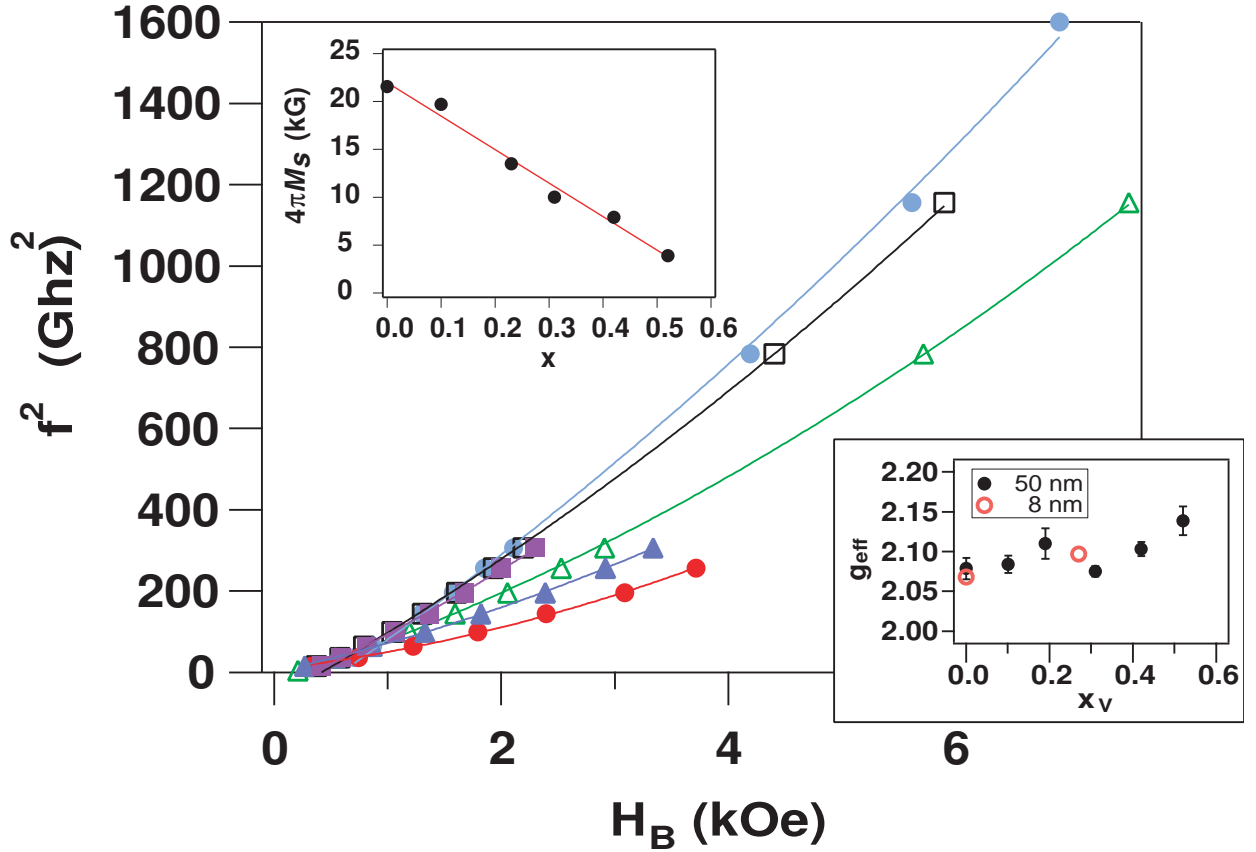 1600
1400
1200
1000
800
600
400
200
0
f² (Ghz)²
0 2 4 6
H_B (kOe)
25
20
15
10
5
0
4πM_S (kG)
0.0 0.1 0.2 0.3 0.4 0.5 0.6
x
2.20
2.15
2.10
2.05
2.00
g_eff
50 nm
8 nm
0.0 0.2 0.4 0.6
x_V